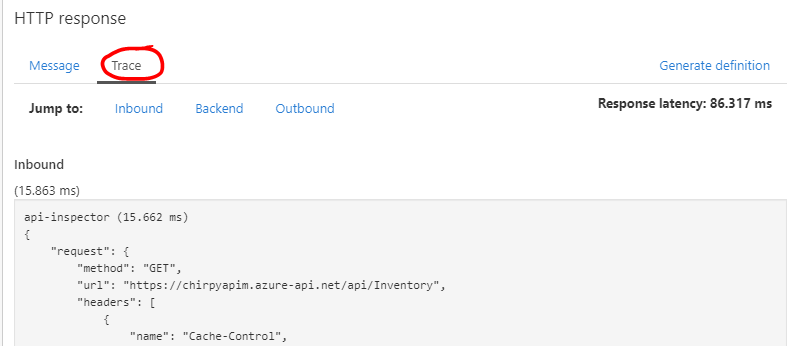 HTTP response
Message Trace Generate definition
Jump to: Inbound Backend Outbound Response latency: 86.317 ms
Inbound
(15.863 ms)
api-inspector (15.662 ms)
{
    "request": {
        "method": "GET",
        "url": "https://chirpyapim.azure-api.net/api/Inventory",
        "headers": [
            {
                "name": "Cache-Control",